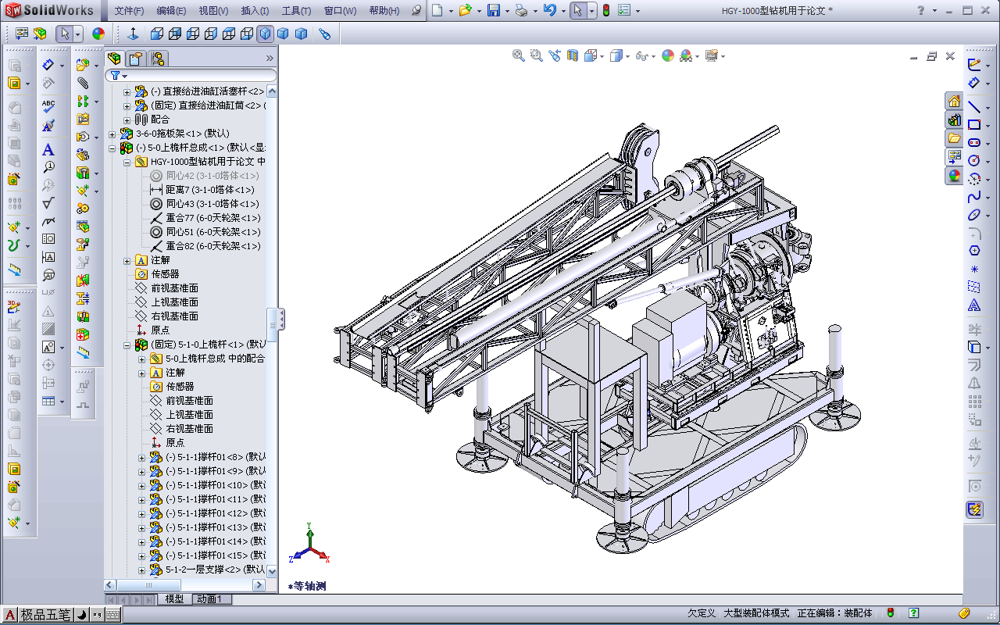 SolidWorks 文件(F) 编辑(E) 视图(V) 插入(I) 工具(T) 窗口(W) 帮助(H) HGY-1000型钻机用于论文 *
(-) 直接给进油缸活塞杆<2>
(固定) 直接给进油缸筒<2> (
配合
3-6-0拖板架<1> (默认)
(-) 5-0上桅杆总成<1> (默认<显:
HGY-1000型钻机用于论文 中
同心42 (3-1-0塔体<1>)
距离7 (3-1-0塔体<1>)
同心43 (3-1-0塔体<1>)
重合77 (6-0天轮架<1>)
同心51 (6-0天轮架<1>)
重合82 (6-0天轮架<1>)
注解
传感器
前视基准面
上视基准面
右视基准面
原点
(固定) 5-1-0上桅杆<1> (默认
5-0上桅杆总成 中的配合
注解
传感器
前视基准面
上视基准面
右视基准面
原点
(-) 5-1-1撑杆01<8> (默认
(-) 5-1-1撑杆01<9> (默认
(-) 5-1-1撑杆01<10> (默认
(-) 5-1-1撑杆01<11> (默认
(-) 5-1-1撑杆01<12> (默认
(-) 5-1-1撑杆01<13> (默认
(-) 5-1-1撑杆01<14> (默认
(-) 5-1-1撑杆01<15> (默认
5-1-2一层支撑<2> (默认
ABC
3D
Y
Z X
*等轴测
模型 动画1
欠定义 大型装配体模式 正在编辑：装配体
A 极品五笔